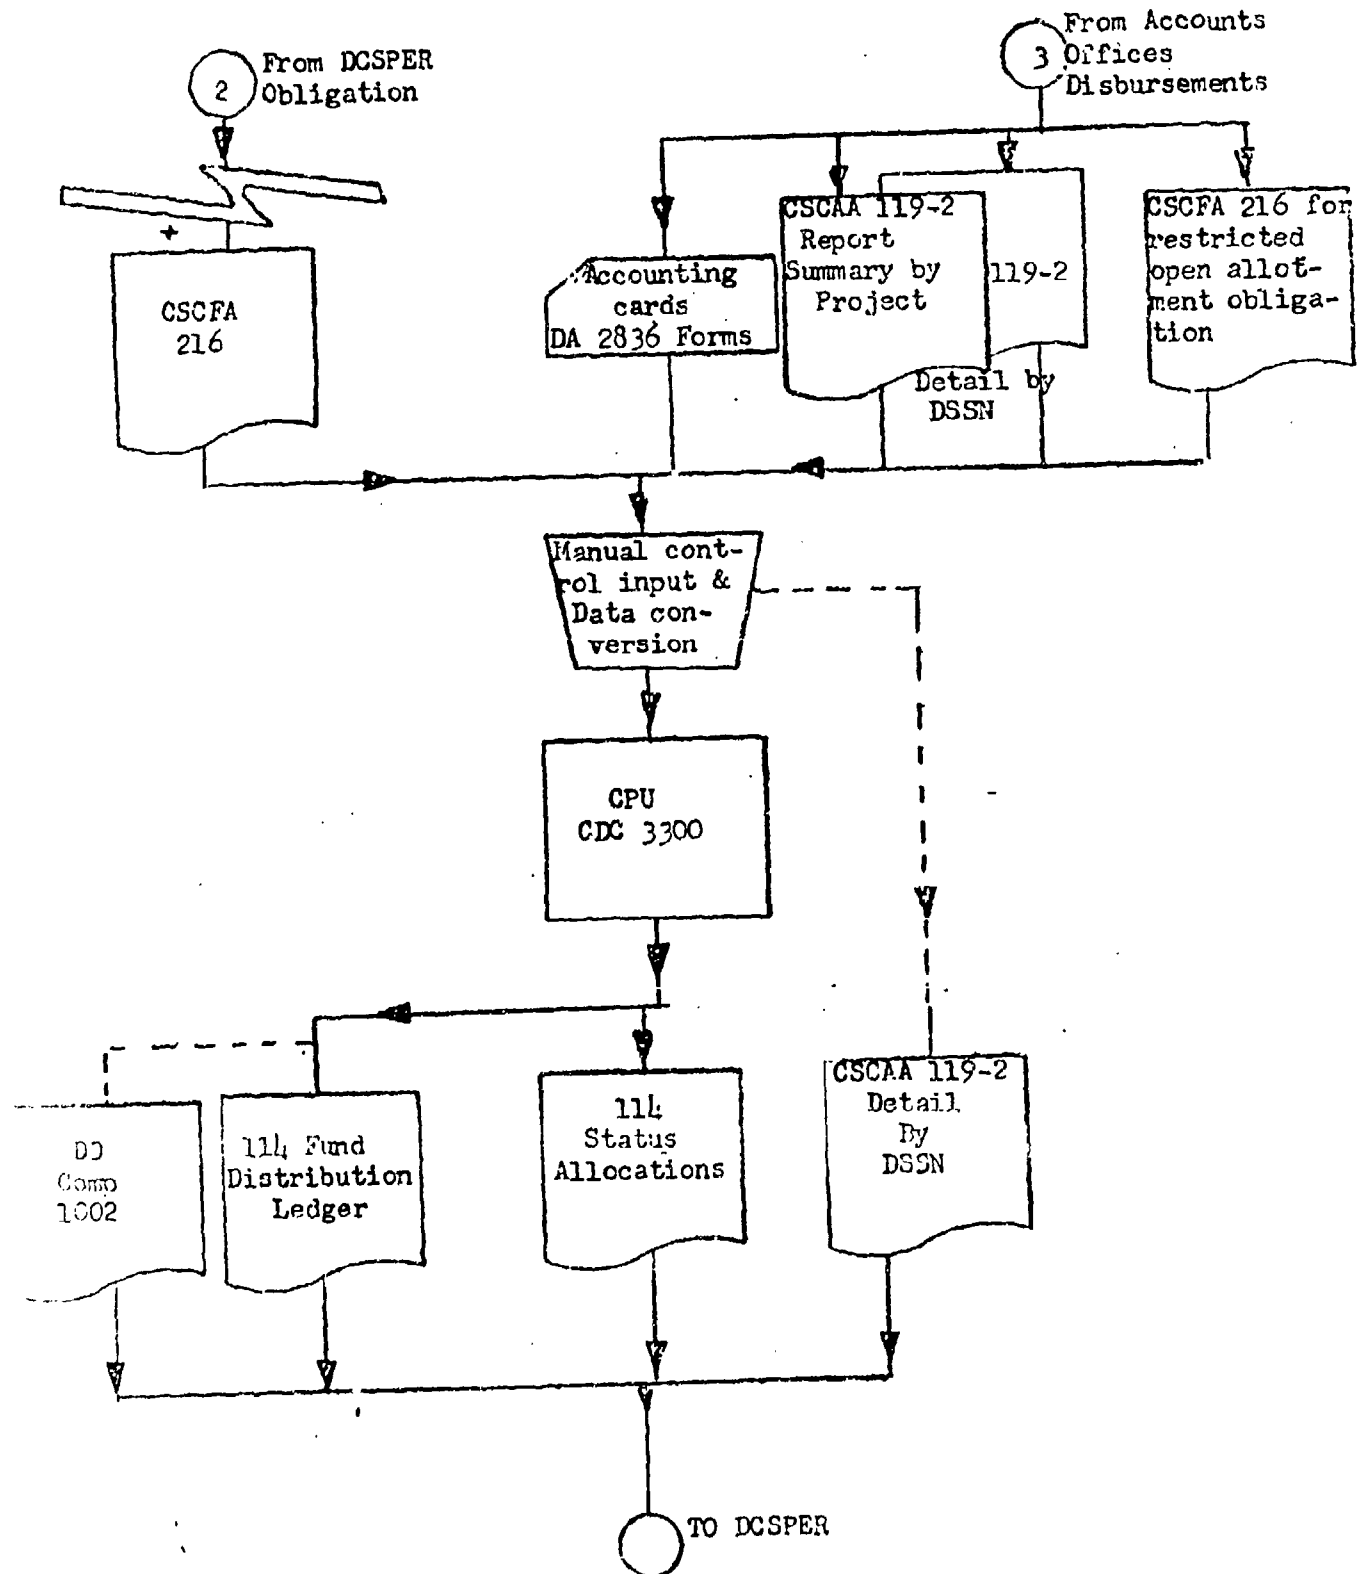 From DCSPER
2
Obligation
From Accounts
3 Offices
Disbursements
+
CSCFA
216
Accounting
cards
DA 2836 Forms
CSCAA 119-2
Report
Summary by
Project
119-2
Detail by
DSSN
CSCFA 216 for
restricted
open allot-
ment obliga-
tion
Manual cont-
rol input &
Data con-
version
CPU
CDC 3300
DD
Comp
1002
114 Fund
Distribution
Ledger
114
Status
Allocations
CSCAA 119-2
Detail
By
DSSN
TO DCSPER